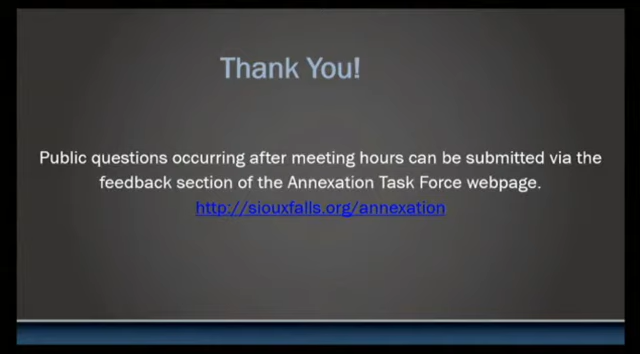 Thank You!
Public questions occurring after meeting hours can be submitted via the
feedback section of the Annexation Task Force webpage.
http://siouxfalls.org/annexation